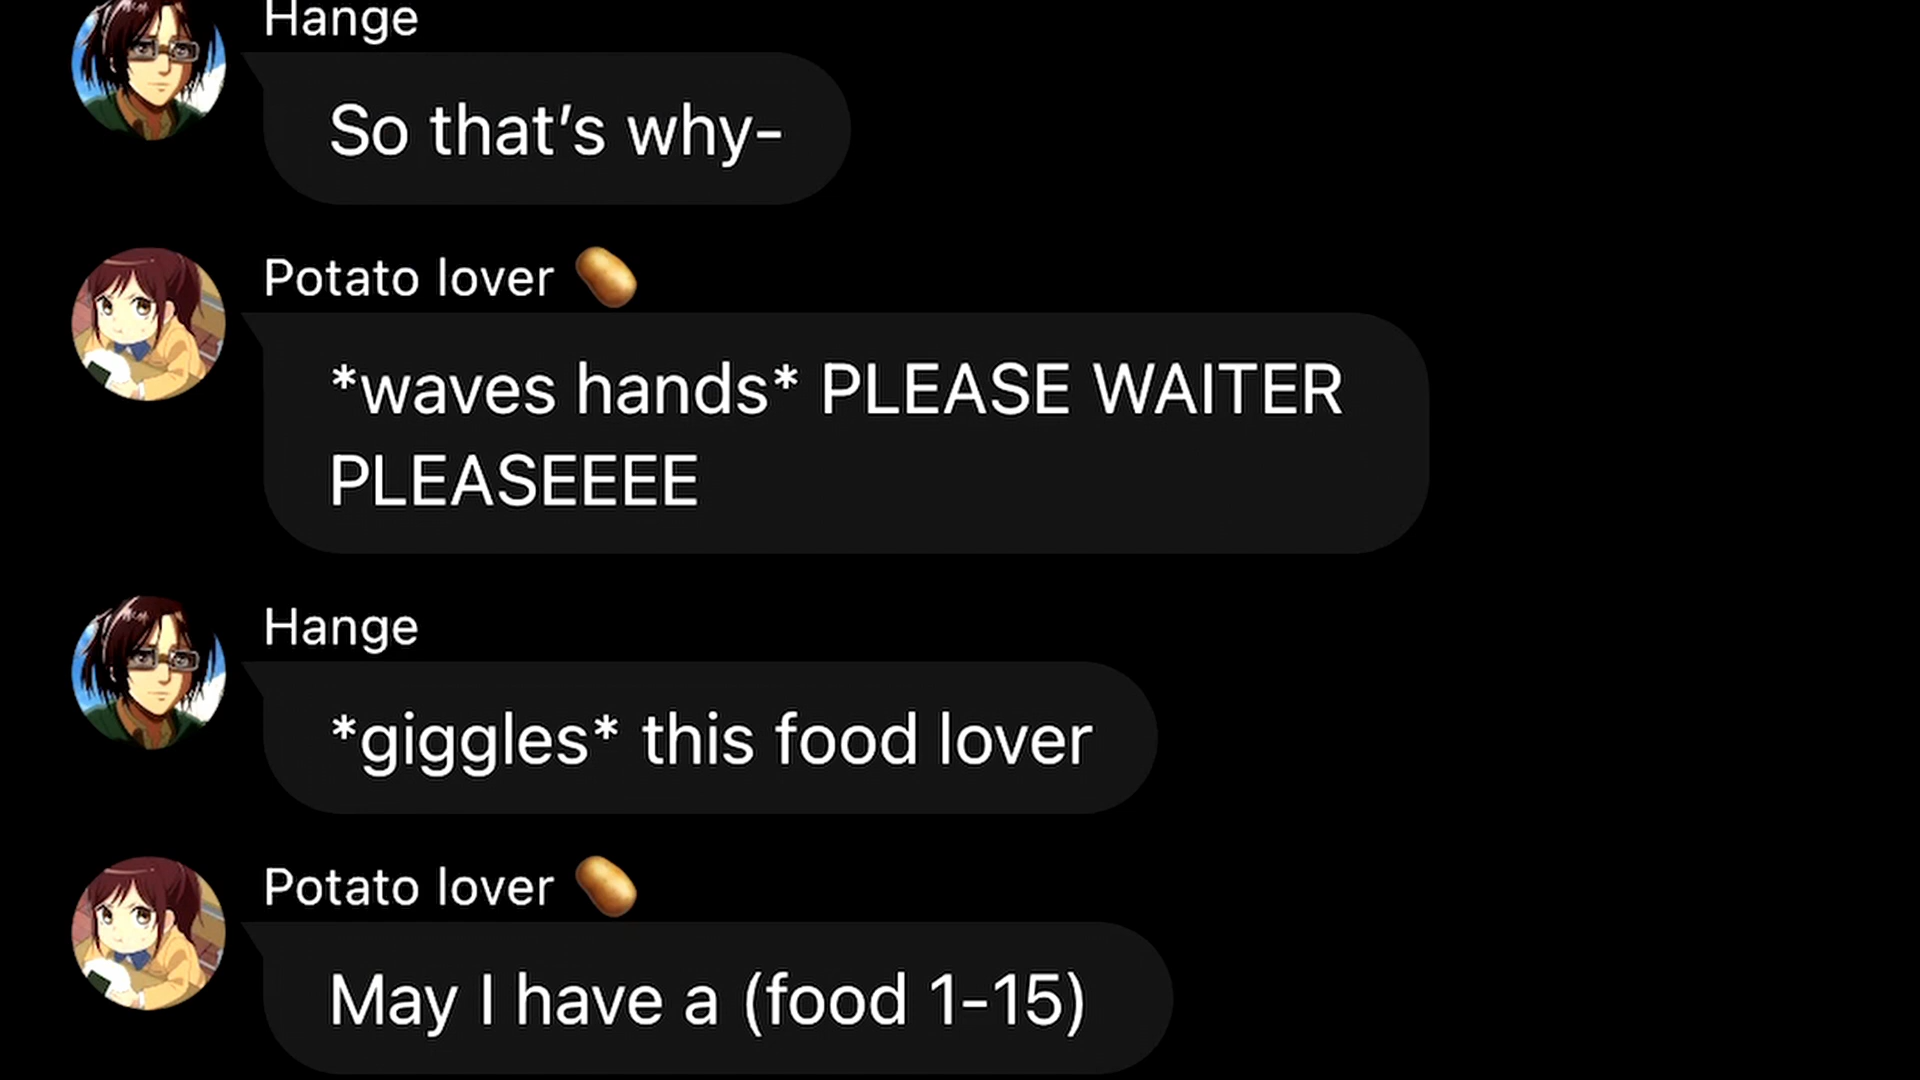 Hange
So that's why-
Potato lover 🥔
*waves hands* PLEASE WAITER
PLEASEEEE
Hange
*giggles* this food lover
Potato lover 🥔
May I have a (food 1-15)